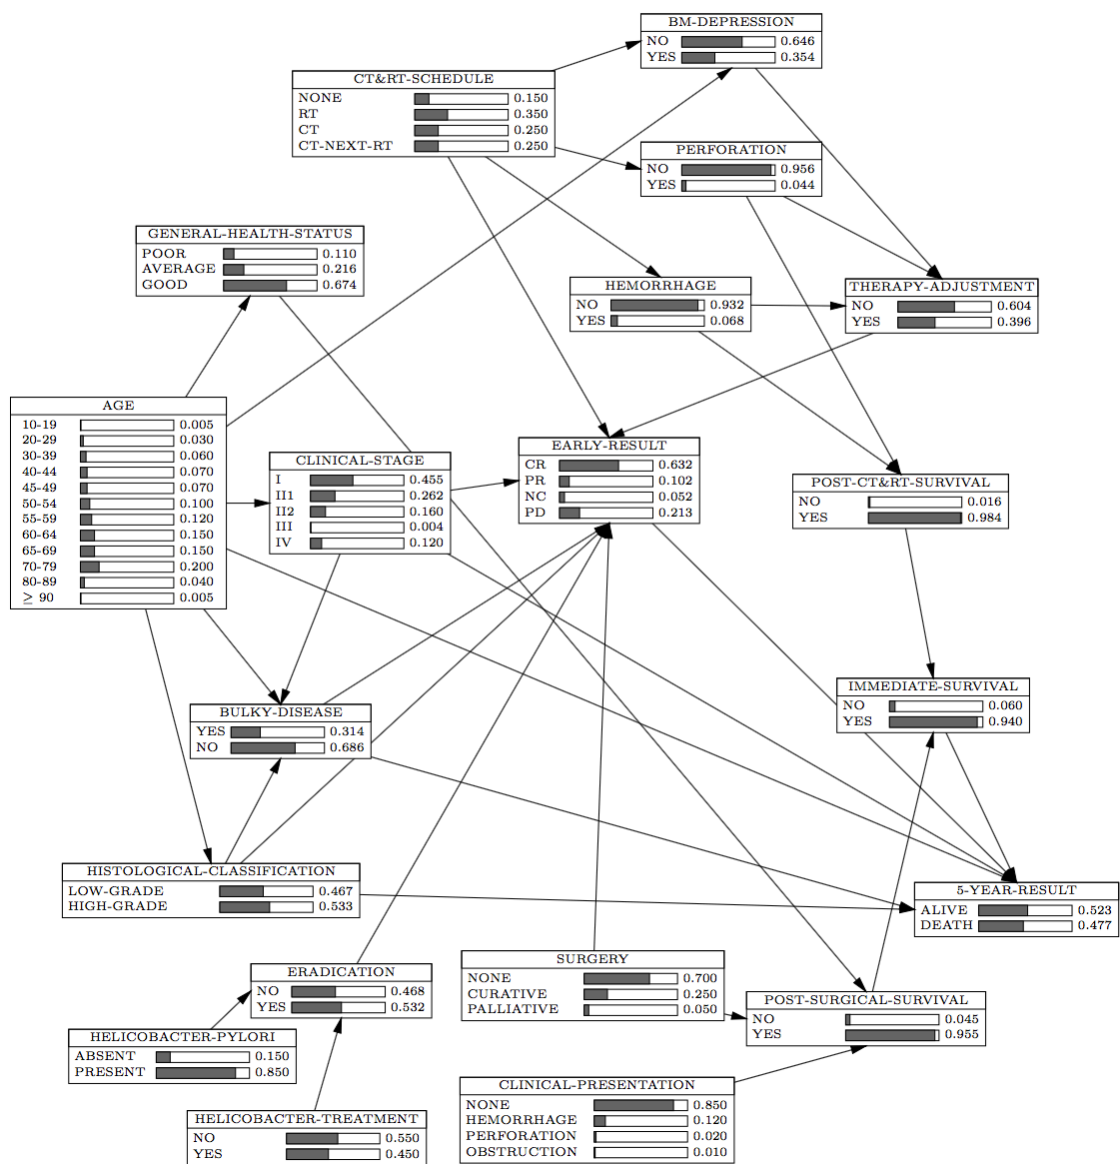 BM-DEPRESSION
NO 0.646
YES 0.354
CT&RT-SCHEDULE
NONE 0.150
RT 0.350
CT 0.250
CT-NEXT-RT 0.250
PERFORATION
NO 0.956
YES 0.044
GENERAL-HEALTH-STATUS
POOR 0.110
AVERAGE 0.216
GOOD 0.674
HEMORRHAGE
NO 0.932
YES 0.068
THERAPY-ADJUSTMENT
NO 0.604
YES 0.396
AGE
10-19 0.005
20-29 0.030
30-39 0.060
40-44 0.070
45-49 0.070
50-54 0.100
55-59 0.120
60-64 0.150
65-69 0.150
70-79 0.200
80-89 0.040
≥ 90 0.005
CLINICAL-STAGE
I 0.455
II1 0.262
II2 0.160
III 0.004
IV 0.120
EARLY-RESULT
CR 0.632
PR 0.102
NC 0.052
PD 0.213
POST-CT&RT-SURVIVAL
NO 0.016
YES 0.984
BULKY-DISEASE
YES 0.314
NO 0.686
IMMEDIATE-SURVIVAL
NO 0.060
YES 0.940
HISTOLOGICAL-CLASSIFICATION
LOW-GRADE 0.467
HIGH-GRADE 0.533
5-YEAR-RESULT
ALIVE 0.523
DEATH 0.477
ERADICATION
NO 0.468
YES 0.532
SURGERY
NONE 0.700
CURATIVE 0.250
PALLIATIVE 0.050
POST-SURGICAL-SURVIVAL
NO 0.045
YES 0.955
HELICOBACTER-PYLORI
ABSENT 0.150
PRESENT 0.850
CLINICAL-PRESENTATION
NONE 0.850
HEMORRHAGE 0.120
PERFORATION 0.020
OBSTRUCTION 0.010
HELICOBACTER-TREATMENT
NO 0.550
YES 0.450